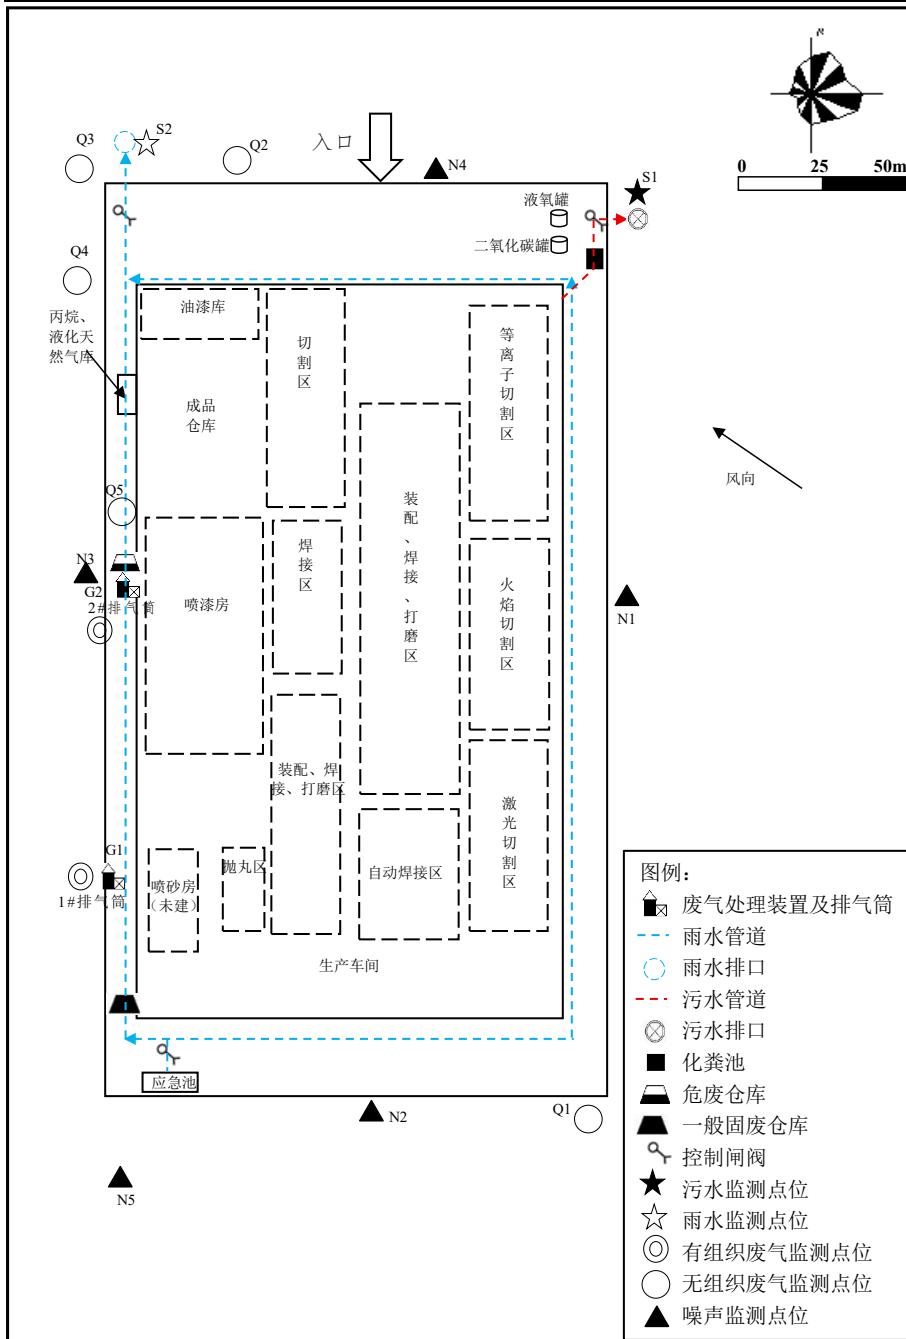 N
0 25 50m
S2
Q3
Q2
入口
N4
S1
液氧罐
二氧化碳罐
Q4
丙烷、
液化天
然气库
油漆库
切割区
等离子切割区
成品
仓库
风向
装配、焊接、打磨区
Q5
焊接区
N3
G2
2#排气筒
喷漆房
火焰切割区
N1
装配、焊
接、打磨区
激光切割区
G1
1#排气筒
抛丸区
自动焊接区
喷砂房
（未建）
生产车间
应急池
N2
Q1
N5
图例：
废气处理装置及排气筒
雨水管道
雨水排口
污水管道
污水排口
化粪池
危废仓库
一般固废仓库
控制闸阀
污水监测点位
雨水监测点位
有组织废气监测点位
无组织废气监测点位
噪声监测点位